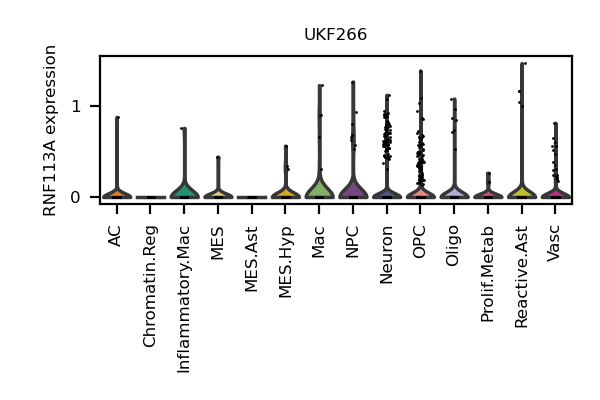 UKF266
RNF113A expression
1
0
AC
Chromatin.Reg
Inflammatory.Mac
MES
MES.Ast
MES.Hyp
Mac
NPC
Neuron
OPC
Oligo
Prolif.Metab
Reactive.Ast
Vasc